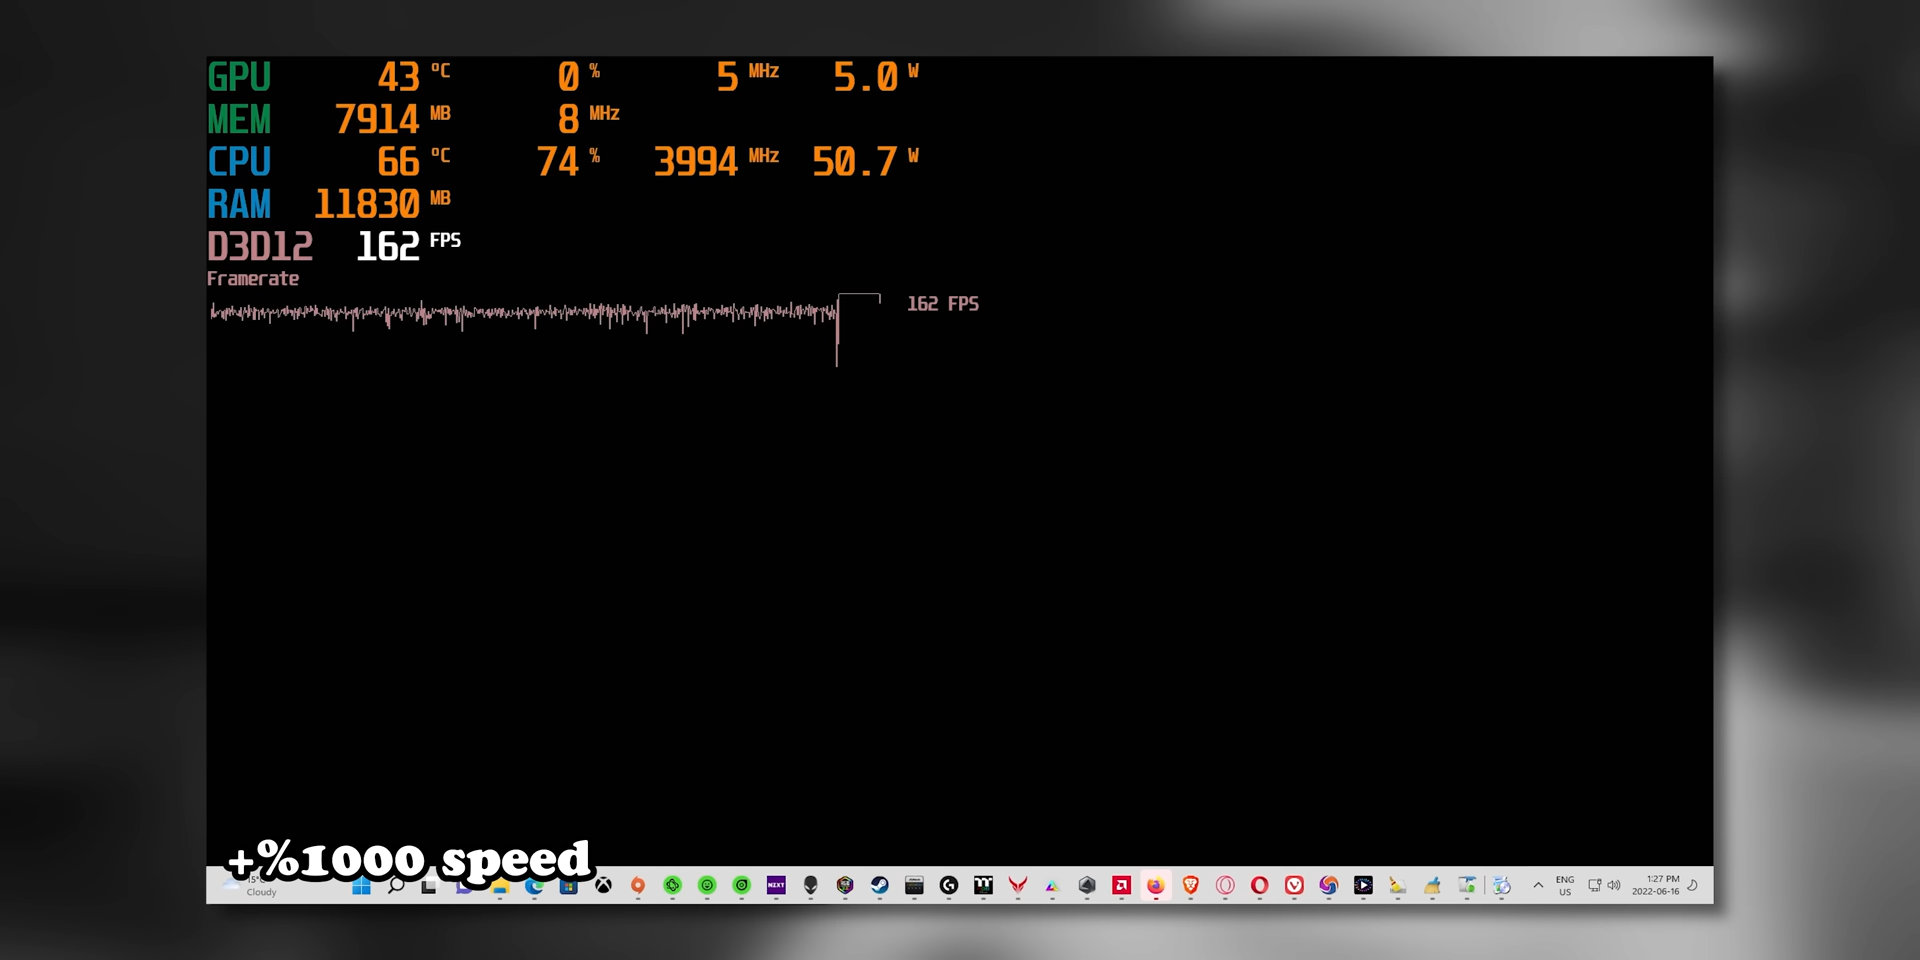 GPU 43 °C 0 % 5 MHz 5.0 W
MEM 7914 MB 8 MHz
CPU 66 °C 74 % 3994 MHz 50.7 W
RAM 11830 MB
D3D12 162 FPS
Framerate
162 FPS
+%1000 speed
Cloudy
NZXT
ENG
US
1:27 PM
2022-06-16